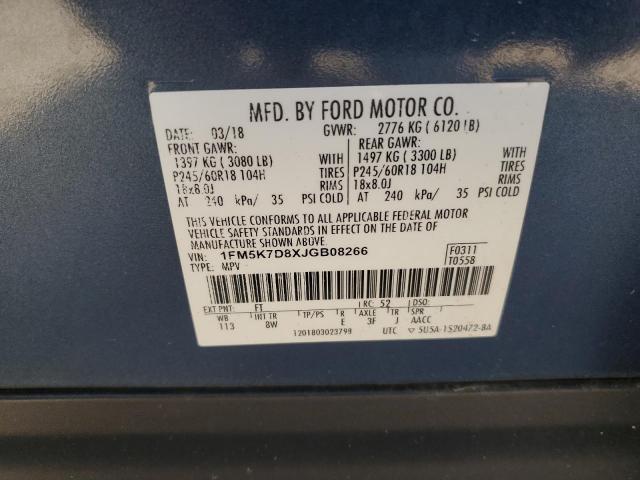 MFD. BY FORD MOTOR CO.
DATE: 03/18 GVWR: 2776 KG ( 6120 LB)
FRONT GAWR: REAR GAWR:
1397 KG ( 3080 LB) WITH 1497 KG ( 3300 LB) WITH
P245/60R18 104H TIRES P245/60R18 104H TIRES
18x8.0J RIMS 18x8.0J RIMS
AT 240 kPa/ 35 PSI COLD AT 240 kPa/ 35 PSI COLD
THIS VEHICLE CONFORMS TO ALL APPLICABLE FEDERAL MOTOR
VEHICLE SAFETY STANDARDS IN EFFECT ON THE DATE OF
MANUFACTURE SHOWN ABOVE.
VIN: 1FM5K7D8XJGB08266 F0311
TYPE: MPV T0558
EXT PNT: FT RC: 52 DSO:
WB INT TR TP/PS R AXLE TR SPR
113 8W E 3F J AACC
1201803023799 UTC 5U5A-1520472-BA